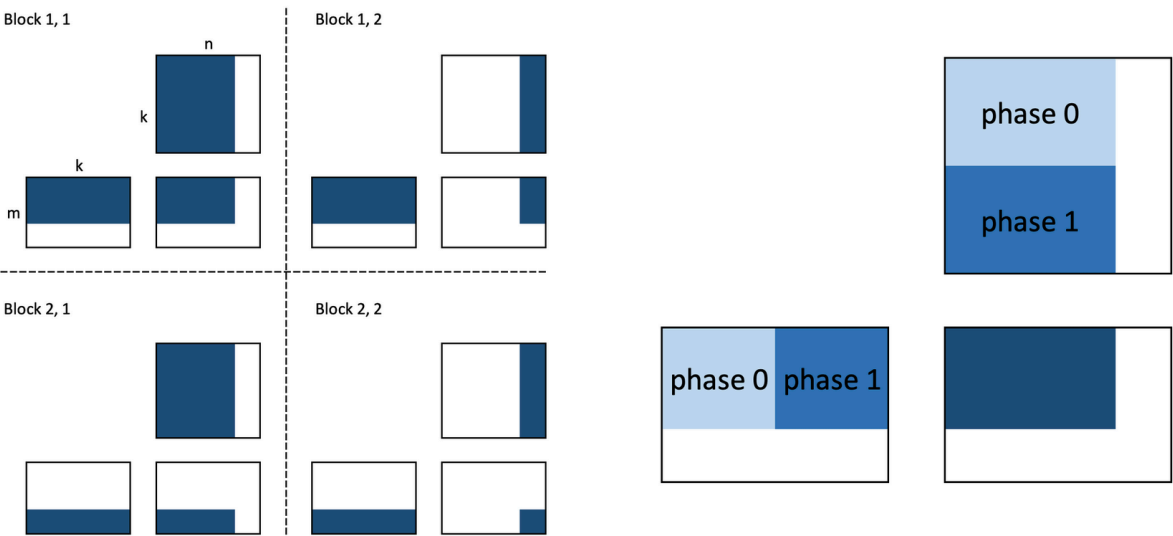 Block 1, 1
Block 1, 2
n
k
k
m
Block 2, 1
Block 2, 2
phase 0
phase 1
phase 0 phase 1